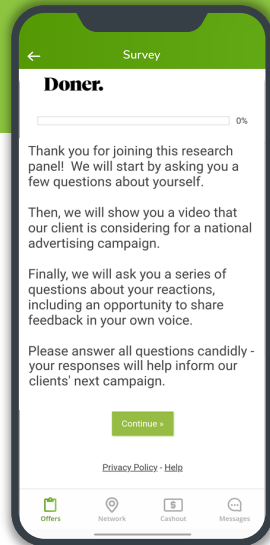 Survey
Doner.
0%
Thank you for joining this research
panel!  We will start by asking you a
few questions about yourself.
Then, we will show you a video that
our client is considering for a national
advertising campaign.
Finally, we will ask you a series of
questions about your reactions,
including an opportunity to share
feedback in your own voice.
Please answer all questions candidly -
your responses will help inform our
clients' next campaign.
Continue »
Privacy Policy - Help
Offers Network Cashout Messages